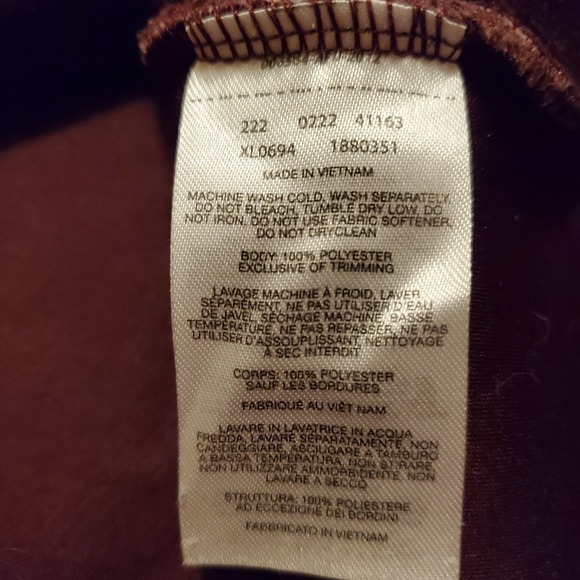 222 0222 41163
XL0694 1880351
MADE IN VIETNAM
MACHINE WASH COLD, WASH SEPARATELY,
DO NOT BLEACH, TUMBLE DRY LOW, DO
NOT IRON, DO NOT USE FABRIC SOFTENER,
DO NOT DRYCLEAN
BODY: 100% POLYESTER
EXCLUSIVE OF TRIMMING
LAVAGE MACHINE À FROID, LAVER
SÉPAREMENT, NE PAS UTILISER D'EAU
DE JAVEL, SÉCHAGE MACHINE, BASSE
TEMPÉRATURE, NE PAS REPASSER, NE PAS
UTILISER D'ASSOUPLISSANT, NETTOYAGE
À SEC INTERDIT
CORPS: 100% POLYESTER
SAUF LES BORDURES
FABRIQUÉ AU VIÊT NAM
LAVARE IN LAVATRICE IN ACQUA
FREDDA, LAVARE SEPARATAMENTE, NON
CANDEGGIARE, ASCIUGARE A TAMBURO
A BASSA TEMPERATURA, NON STIRARE,
NON UTILIZZARE AMMORBIDENTE, NON
LAVARE A SECCO
STRUTTURA: 100% POLIESTERE
AD ECCEZIONE DEI BORDINI
FABBRICATO IN VIETNAM